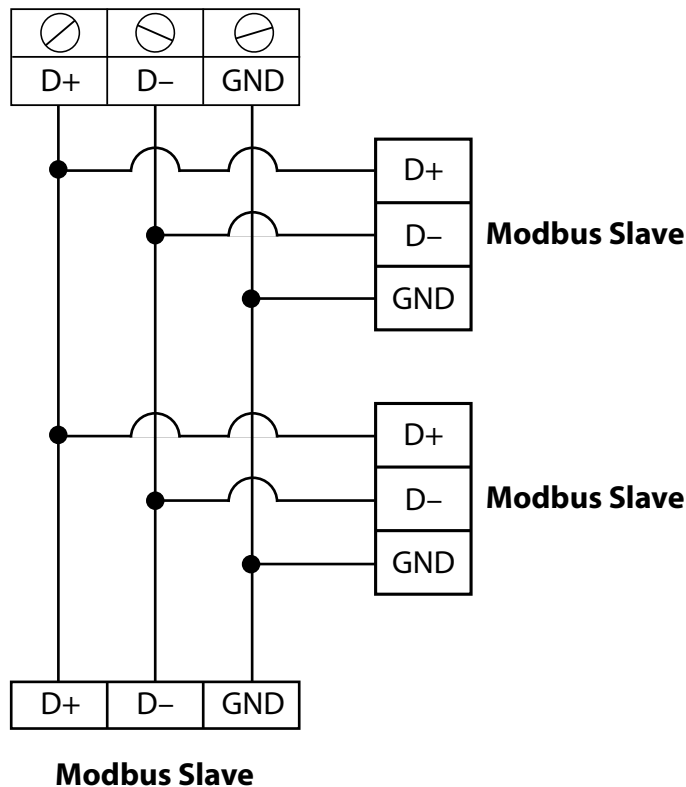 D+ D– GND
D+
D– Modbus Slave
GND
D+
D– Modbus Slave
GND
D+ D– GND
Modbus Slave